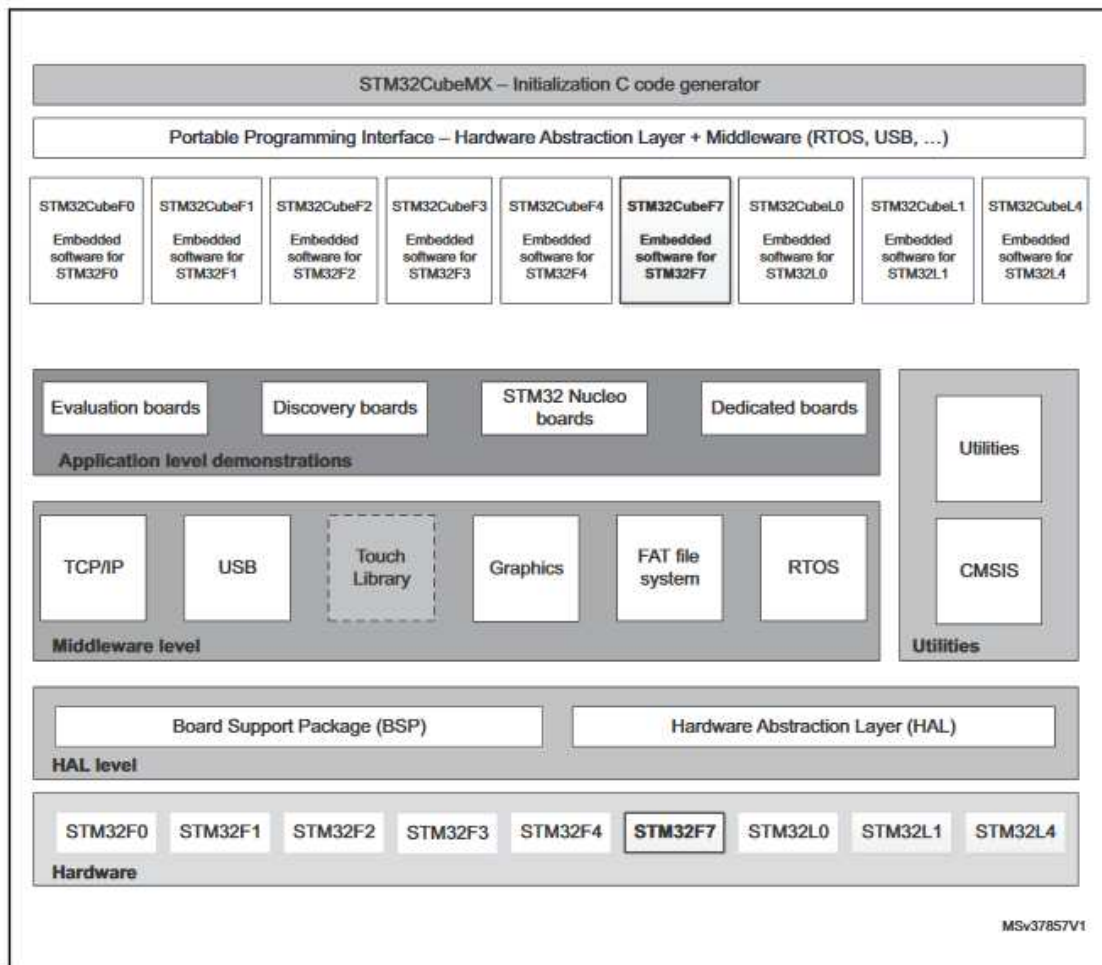 STM32CubeMX – Initialization C code generator
Portable Programming Interface – Hardware Abstraction Layer + Middleware (RTOS, USB, …)
STM32CubeF0
Embedded
software for
STM32F0
STM32CubeF1
Embedded
software for
STM32F1
STM32CubeF2
Embedded
software for
STM32F2
STM32CubeF3
Embedded
software for
STM32F3
STM32CubeF4
Embedded
software for
STM32F4
STM32CubeF7
Embedded
software for
STM32F7
STM32CubeL0
Embedded
software for
STM32L0
STM32CubeL1
Embedded
software for
STM32L1
STM32CubeL4
Embedded
software for
STM32L4
Evaluation boards
Discovery boards
STM32 Nucleo
boards
Dedicated boards
Application level demonstrations
TCP/IP
USB
Touch
Library
Graphics
FAT file
system
RTOS
Middleware level
Utilities
CMSIS
Utilities
Board Support Package (BSP)
Hardware Abstraction Layer (HAL)
HAL level
STM32F0
STM32F1
STM32F2
STM32F3
STM32F4
STM32F7
STM32L0
STM32L1
STM32L4
Hardware
MSv37857V1